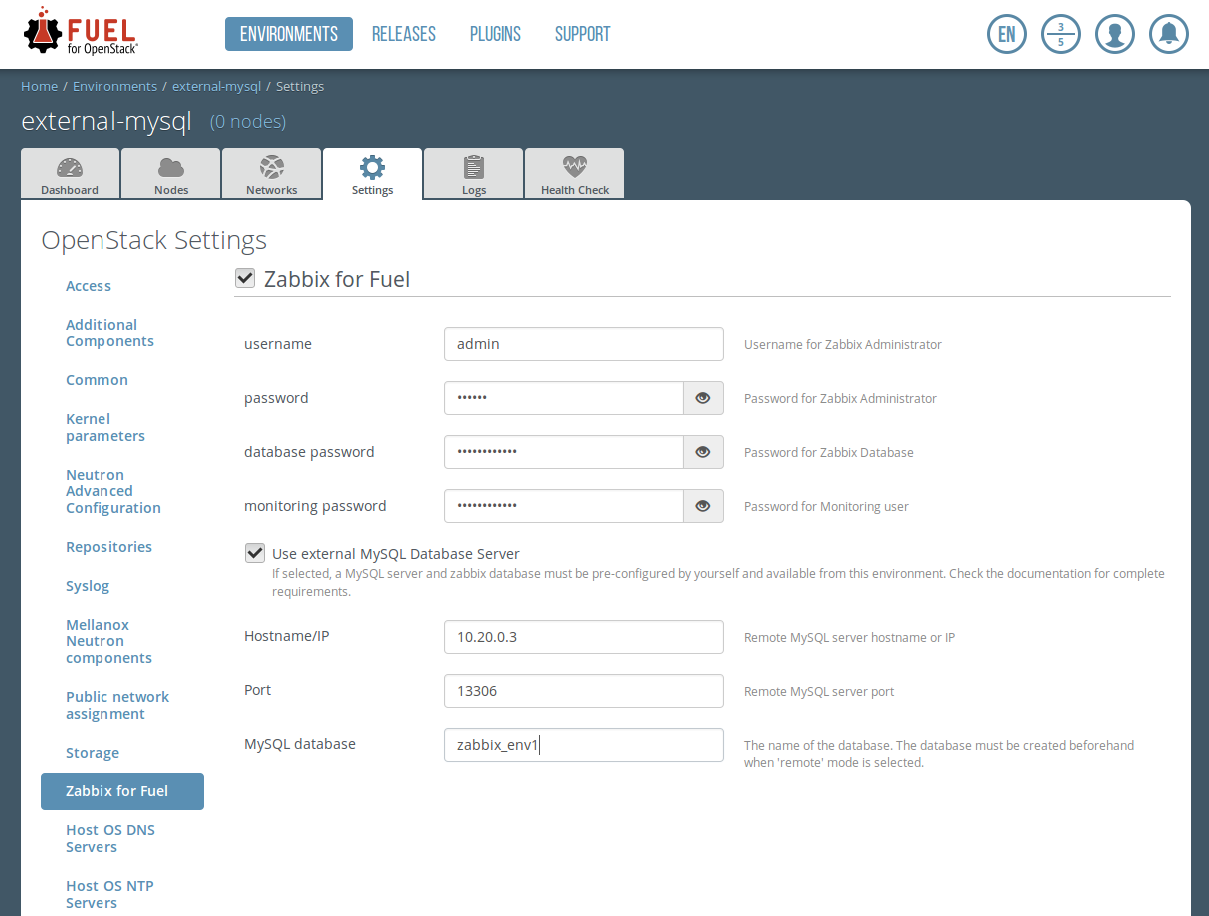 FUEL
for OpenStack
ENVIRONMENTS RELEASES PLUGINS SUPPORT
EN
3
5
Home / Environments / external-mysql / Settings
external-mysql (0 nodes)
Dashboard Nodes Networks Settings Logs Health Check
OpenStack Settings
Access
Additional
Components
Common
Kernel
parameters
Neutron
Advanced
Configuration
Repositories
Syslog
Mellanox
Neutron
components
Public network
assignment
Storage
Zabbix for Fuel
Host OS DNS
Servers
Host OS NTP
Servers
Zabbix for Fuel
username admin Username for Zabbix Administrator
password •••••• Password for Zabbix Administrator
database password •••••••••••• Password for Zabbix Database
monitoring password •••••••••••• Password for Monitoring user
Use external MySQL Database Server
If selected, a MySQL server and zabbix database must be pre-configured by yourself and available from this environment. Check the documentation for complete
requirements.
Hostname/IP 10.20.0.3 Remote MySQL server hostname or IP
Port 13306 Remote MySQL server port
MySQL database zabbix_env1 The name of the database. The database must be created beforehand
when 'remote' mode is selected.